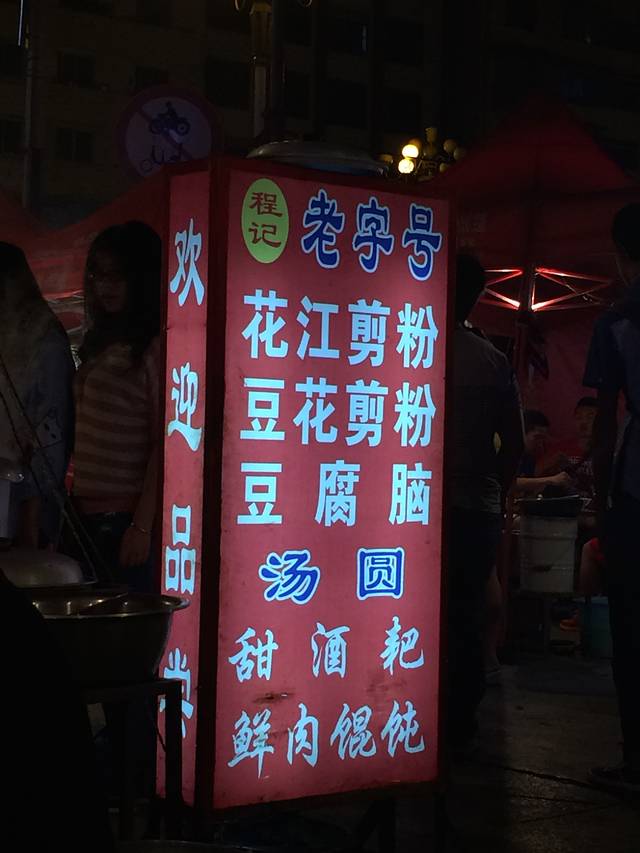 欢迎品尝
程记
老字号
花江剪粉
豆花剪粉
豆腐脑
汤圆
甜酒粑
鲜肉馄饨